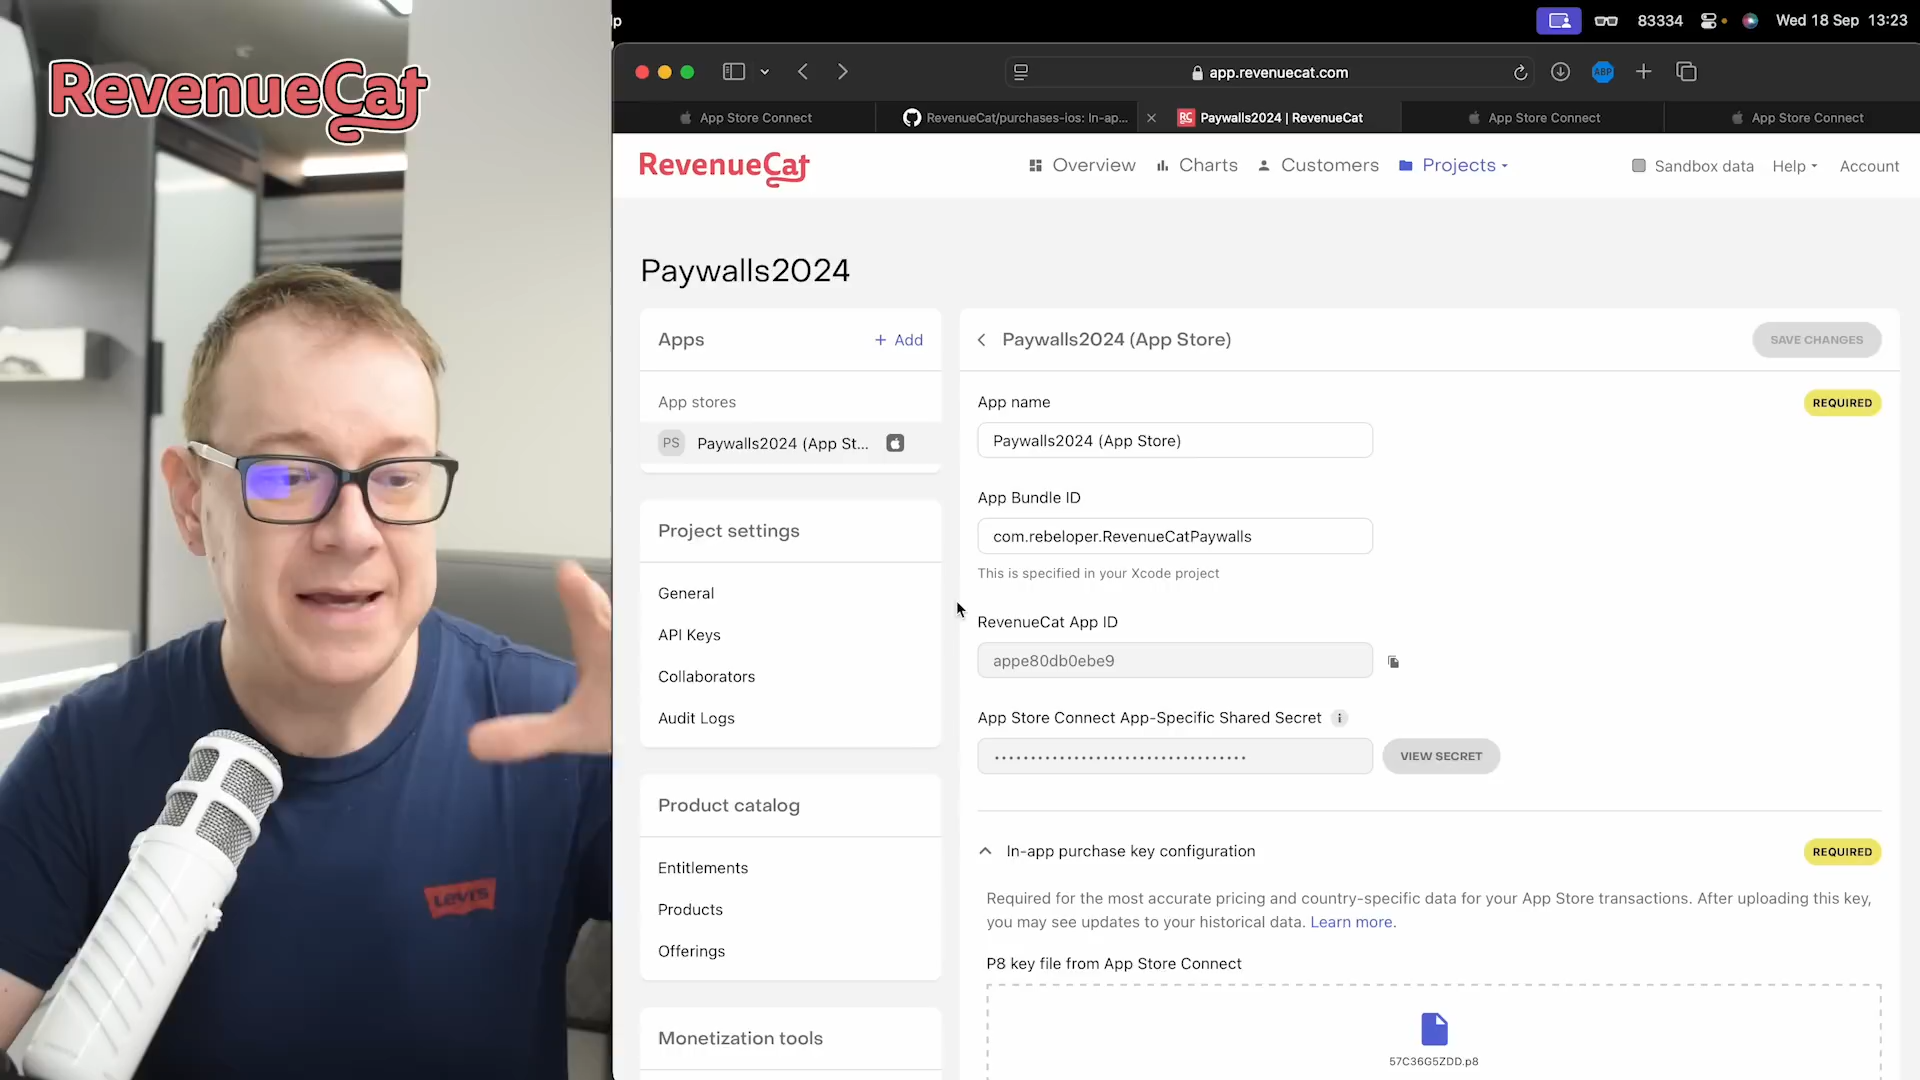 RevenueCat
lp
83334
Wed 18 Sep 13:23
app.revenuecat.com
ABP
App Store Connect
RevenueCat/purchases-ios: In-ap...
RC
Paywalls2024 | RevenueCat
App Store Connect
App Store Connect
RevenueCat
Overview
Charts
Customers
Projects
Sandbox data
Help
Account
Paywalls2024
Apps
+ Add
App stores
PS
Paywalls2024 (App St...
Project settings
General
API Keys
Collaborators
Audit Logs
Product catalog
Entitlements
Products
Offerings
Monetization tools
Paywalls2024 (App Store)
SAVE CHANGES
App name
REQUIRED
Paywalls2024 (App Store)
App Bundle ID
com.rebeloper.RevenueCatPaywalls
This is specified in your Xcode project
RevenueCat App ID
appe80db0ebe9
App Store Connect App-Specific Shared Secret
i
VIEW SECRET
In-app purchase key configuration
REQUIRED
Required for the most accurate pricing and country-specific data for your App Store transactions. After uploading this key,
you may see updates to your historical data. Learn more.
P8 key file from App Store Connect
57C36G5ZDD.p8
Levi's